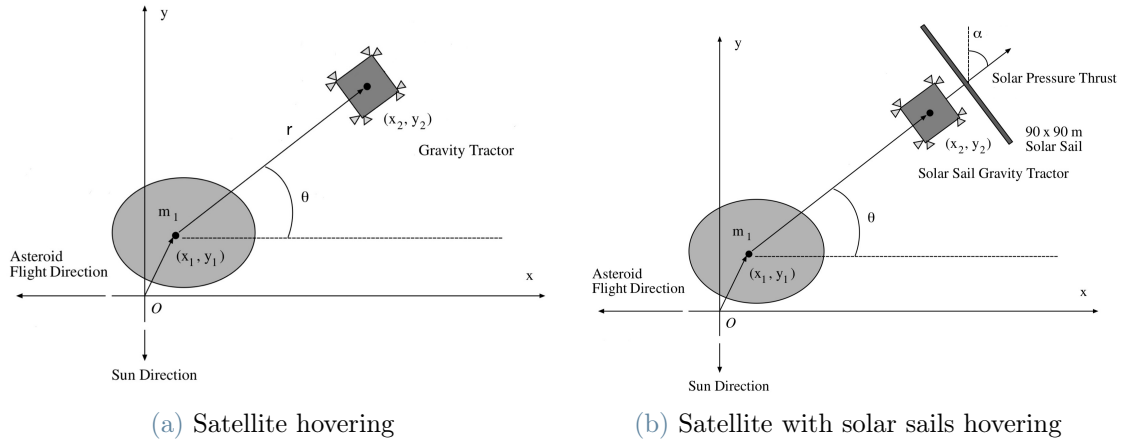 y
r
(x2, y2)
Gravity Tractor
θ
m1
(x1, y1)
Asteroid
Flight Direction
x
O
Sun Direction
(a) Satellite hovering
y
α
Solar Pressure Thrust
90 x 90 m
Solar Sail
(x2, y2)
Solar Sail Gravity Tractor
θ
m1
(x1, y1)
Asteroid
Flight Direction
x
O
Sun Direction
(b) Satellite with solar sails hovering